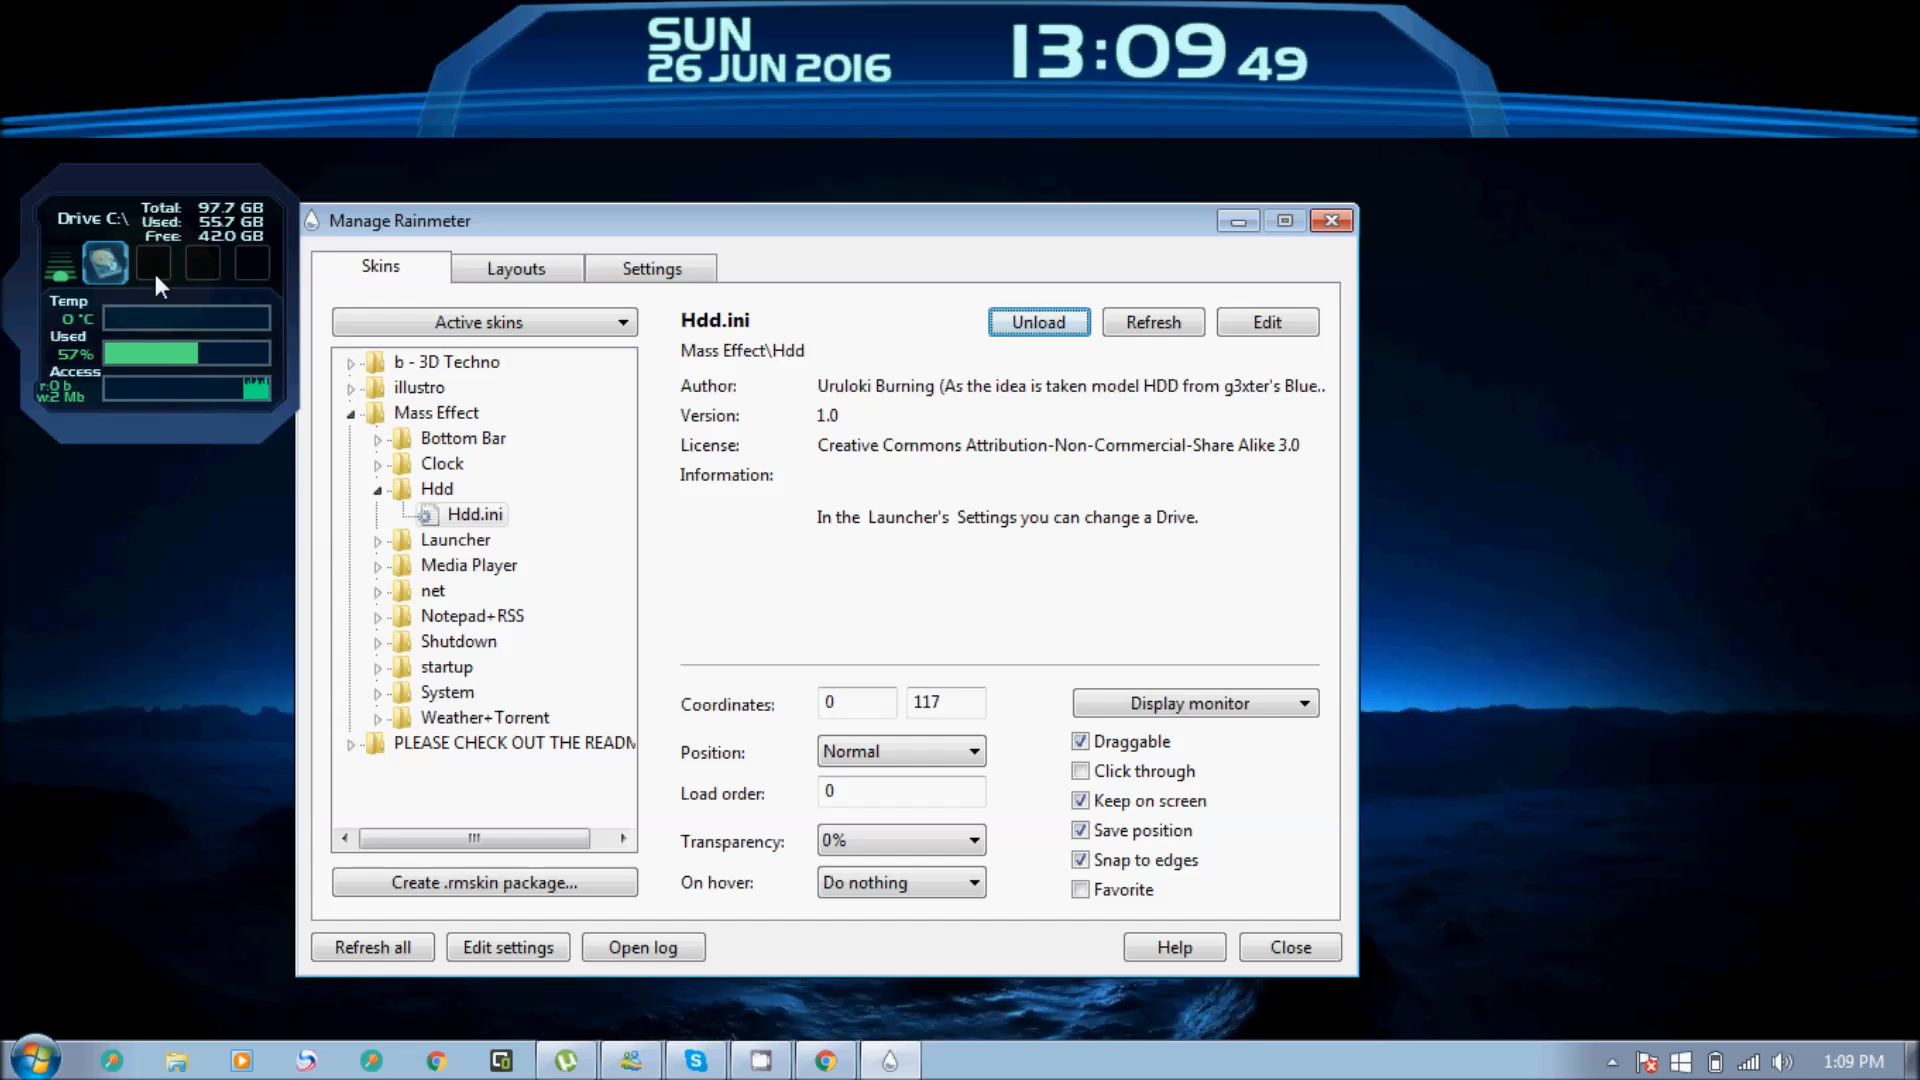 SUN
26 JUN 2016
13:09 49
Drive C:\
Total: 97.7 GB
Used: 55.7 GB
Free: 42.0 GB
Temp
0 °C
Used
57%
Access
r:0 b
w:2 Mb
Manage Rainmeter
Skins
Layouts
Settings
Active skins
b - 3D Techno
illustro
Mass Effect
Bottom Bar
Clock
Hdd
Hdd.ini
Launcher
Media Player
net
Notepad+RSS
Shutdown
startup
System
Weather+Torrent
PLEASE CHECK OUT THE READM
Create .rmskin package...
Hdd.ini
Unload
Refresh
Edit
Mass Effect\Hdd
Author: Uruloki Burning (As the idea is taken model HDD from g3xter's Blue..
Version: 1.0
License: Creative Commons Attribution-Non-Commercial-Share Alike 3.0
Information:
In the Launcher's Settings you can change a Drive.
Coordinates: 0 117
Display monitor
Position: Normal
Load order: 0
Transparency: 0%
On hover: Do nothing
Draggable
Click through
Keep on screen
Save position
Snap to edges
Favorite
Refresh all
Edit settings
Open log
Help
Close
1:09 PM